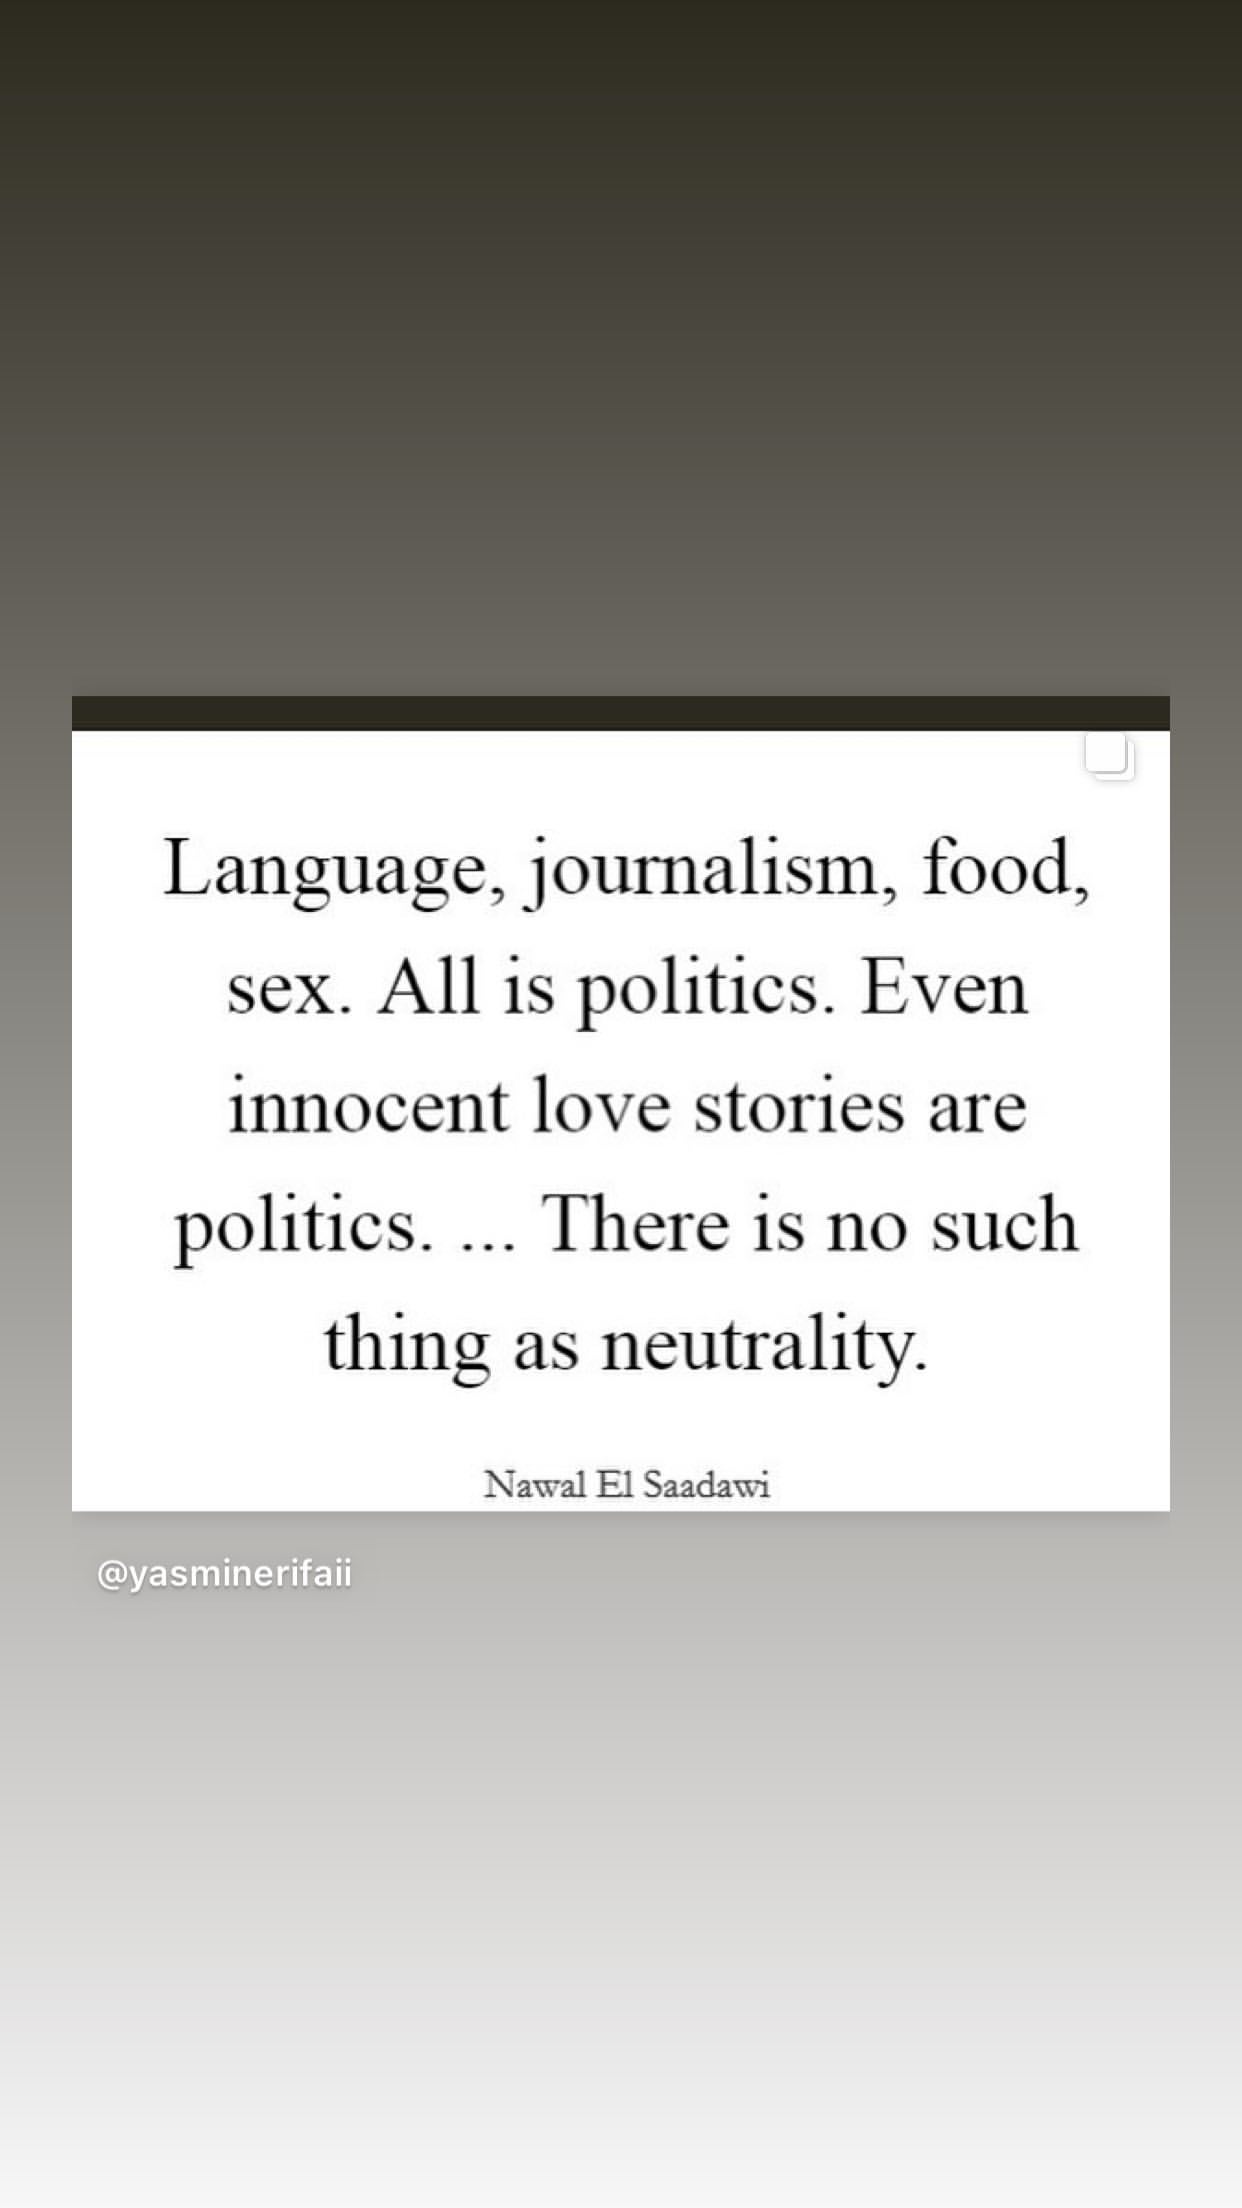 Language, journalism, food,
sex. All is politics. Even
innocent love stories are
politics. ... There is no such
thing as neutrality.
Nawal El Saadawi
@yasminerifaii